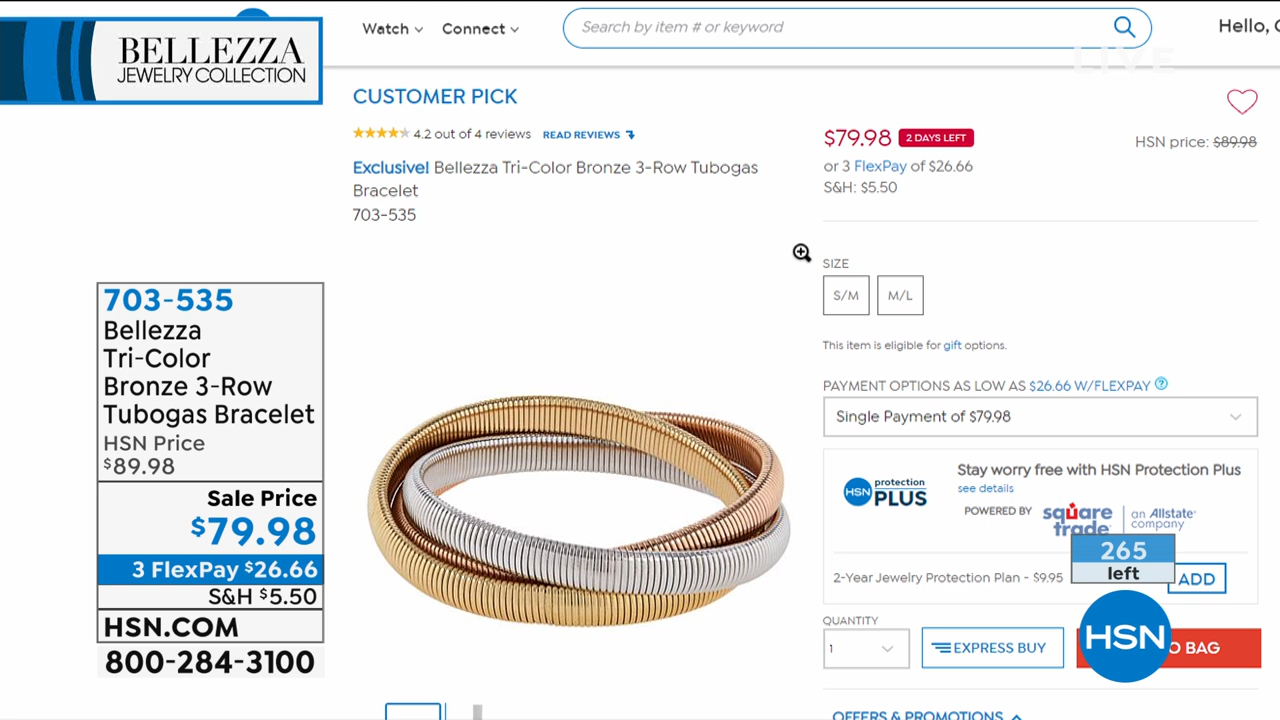 BELLEZZA
JEWELRY COLLECTION
Watch
Connect
Search by item # or keyword
Hello,
LIVE
CUSTOMER PICK
4.2 out of 4 reviews READ REVIEWS
Exclusive! Bellezza Tri-Color Bronze 3-Row Tubogas
Bracelet
703-535
$79.98 2 DAYS LEFT
HSN price: $89.98
or 3 FlexPay of $26.66
S&H: $5.50
SIZE
S/M M/L
This item is eligible for gift options.
PAYMENT OPTIONS AS LOW AS $26.66 W/FLEXPAY ?
Single Payment of $79.98
HSN protection PLUS
Stay worry free with HSN Protection Plus
see details
POWERED BY square trade an Allstate company
2-Year Jewelry Protection Plan - $9.95
ADD
265
left
QUANTITY
1
EXPRESS BUY
HSN
O BAG
OFFERS & PROMOTIONS
703-535
Bellezza
Tri-Color
Bronze 3-Row
Tubogas Bracelet
HSN Price
$89.98
Sale Price
$79.98
3 FlexPay $26.66
S&H $5.50
HSN.COM
800-284-3100